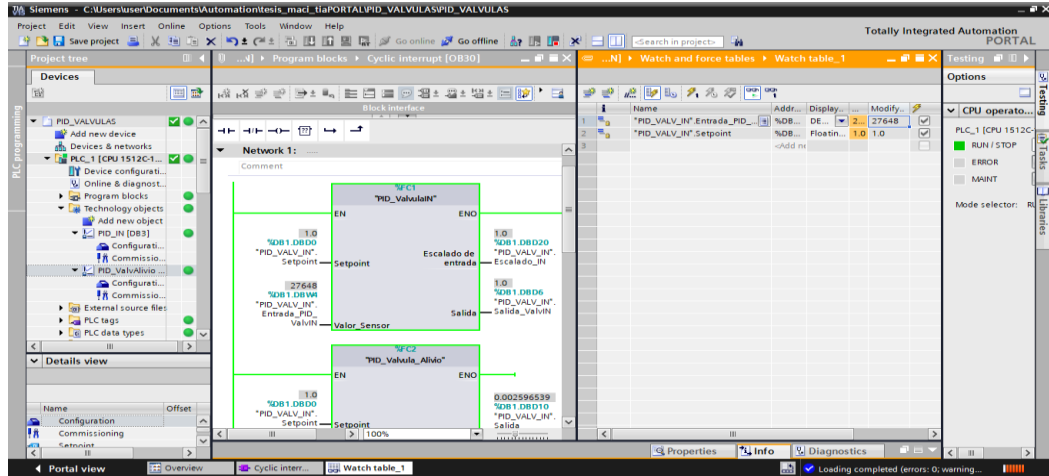 Siemens - C:\Users\user\Documents\Automation\tesis_maci_tiaPORTAL\PID_VALVULAS\PID_VALVULAS
Project Edit View Insert Online Options Tools Window Help
Totally Integrated Automation
PORTAL
Save project
Go online
Go offline
<Search in project>
Project tree
...N] ▸ Program blocks ▸ Cyclic interrupt [OB30]
...N] ▸ Watch and force tables ▸ Watch table_1
Testing
Devices
Options
PLC programming
PID_VALVULAS
Add new device
Devices & networks
PLC_1 [CPU 1512C-1...
Device configurati...
Online & diagnost...
Program blocks
Technology objects
Add new object
PID_IN [DB3]
Configurati...
Commissio...
PID_ValvAlivio ...
Configurati...
Commissio...
External source files
PLC tags
PLC data types
Details view
Name Offset
Configuration
Commissioning
Setpoint
Block interface
Network 1: ......
Comment
%FC1
"PID_ValvulaIN"
EN ENO
1.0
%DB1.DBD0
"PID_VALV_IN".
Setpoint
Setpoint
27648
%DB1.DBW4
"PID_VALV_IN".
Entrada_PID_
ValvIN
Valor_Sensor
Escalado de
entrada
1.0
%DB1.DBD20
"PID_VALV_IN".
Escalado_IN
Salida
1.0
%DB1.DBD6
"PID_VALV_IN".
Salida_ValvIN
%FC2
"PID_Valvula_Alivio"
EN ENO
1.0
%DB1.DBD0
"PID_VALV_IN".
Setpoint
Setpoint
0.002596539
%DB1.DBD10
"PID_VALV_IN".
Salida
100%
i Name Addr... Display.. ... Modify..
1 "PID_VALV_IN".Entrada_PID_... %DB... DE... 2... 27648
2 "PID_VALV_IN".Setpoint %DB... Floatin... 1.0 1.0
3 <Add ne
CPU operato...
PLC_1 [CPU 1512C-
RUN / STOP
ERROR
MAINT
Mode selector: RU
Testing
Tasks
Libraries
Properties
Info
Diagnostics
Portal view
Overview
Cyclic interr...
Watch table_1
Loading completed (errors: 0; warning...